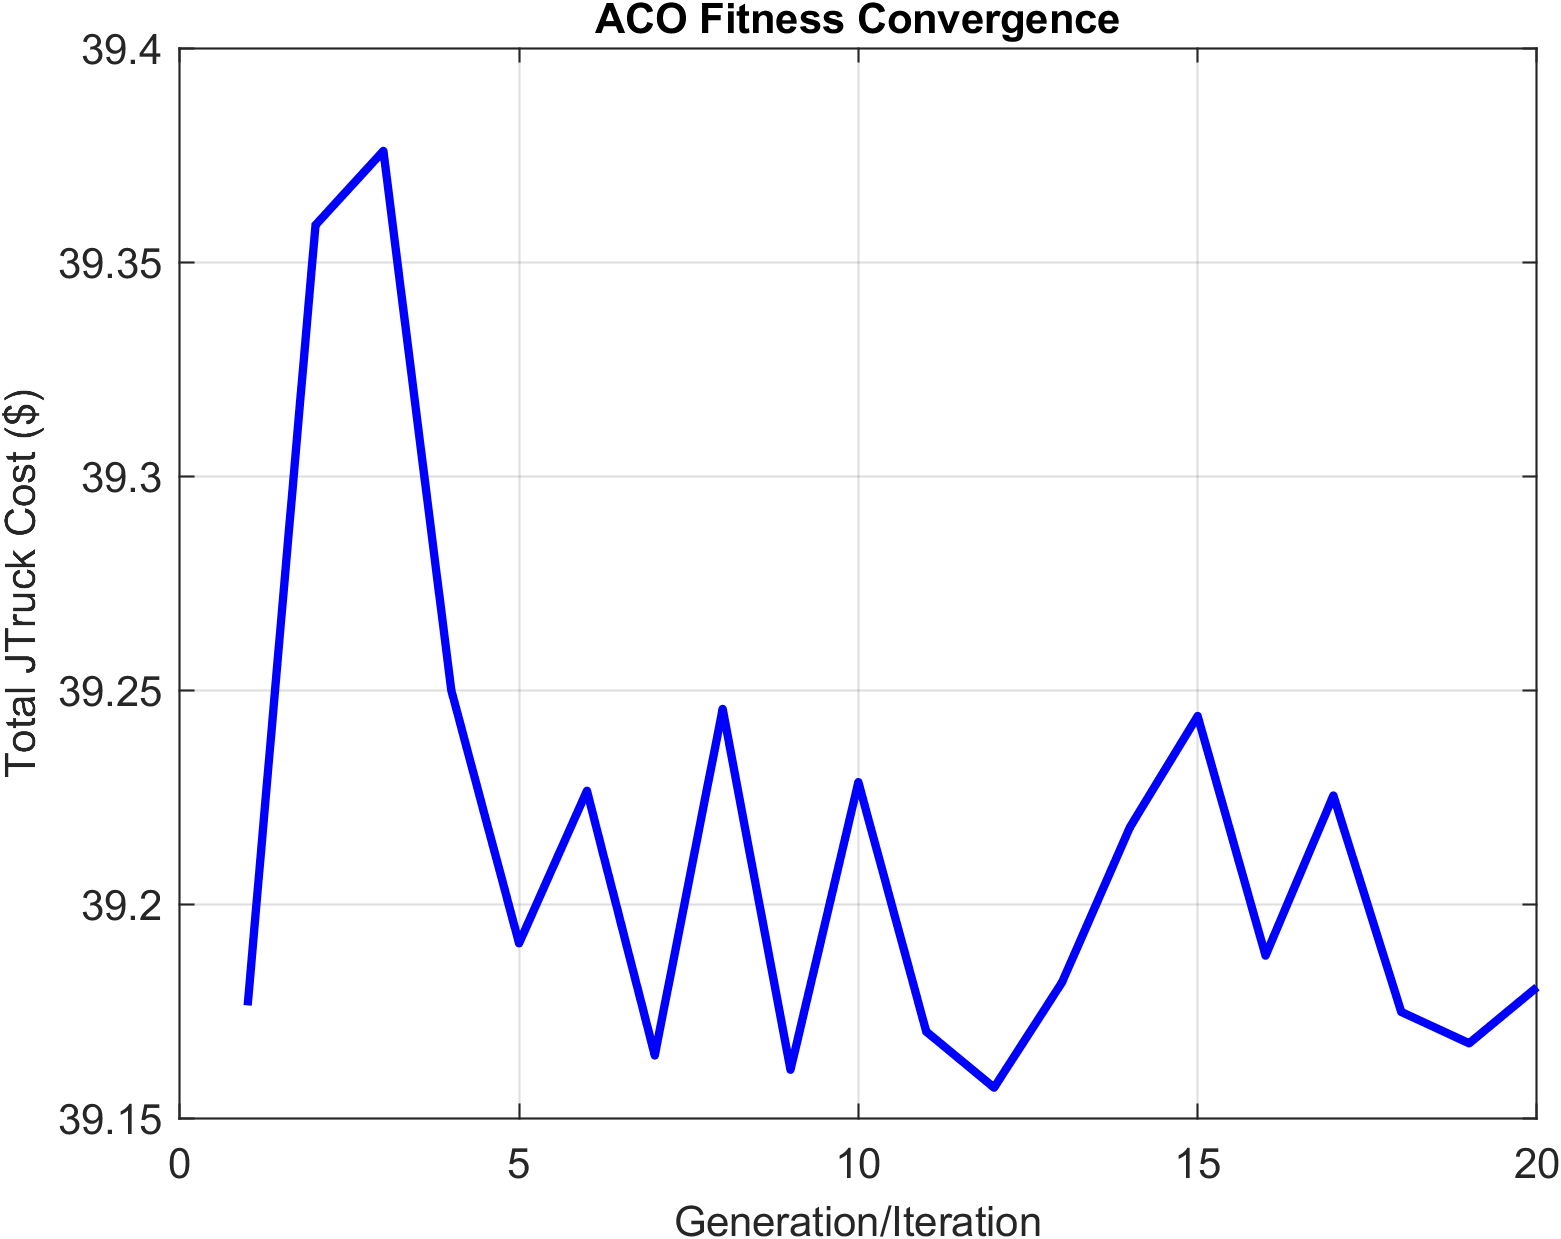 ACO Fitness Convergence
39.4
39.35
39.3
39.25
39.2
39.15
Total JTruck Cost ($)
0 5 10 15 20
Generation/Iteration